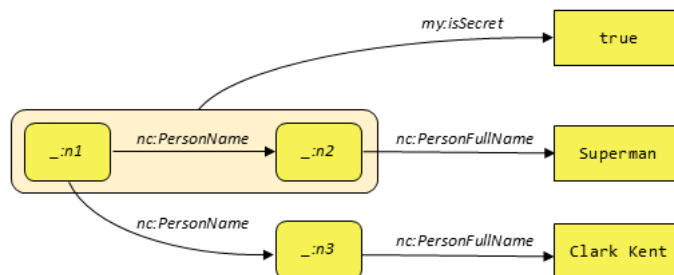 my:isSecret
true
_:n1
nc:PersonName
_:n2
nc:PersonFullName
Superman
nc:PersonName
_:n3
nc:PersonFullName
Clark Kent